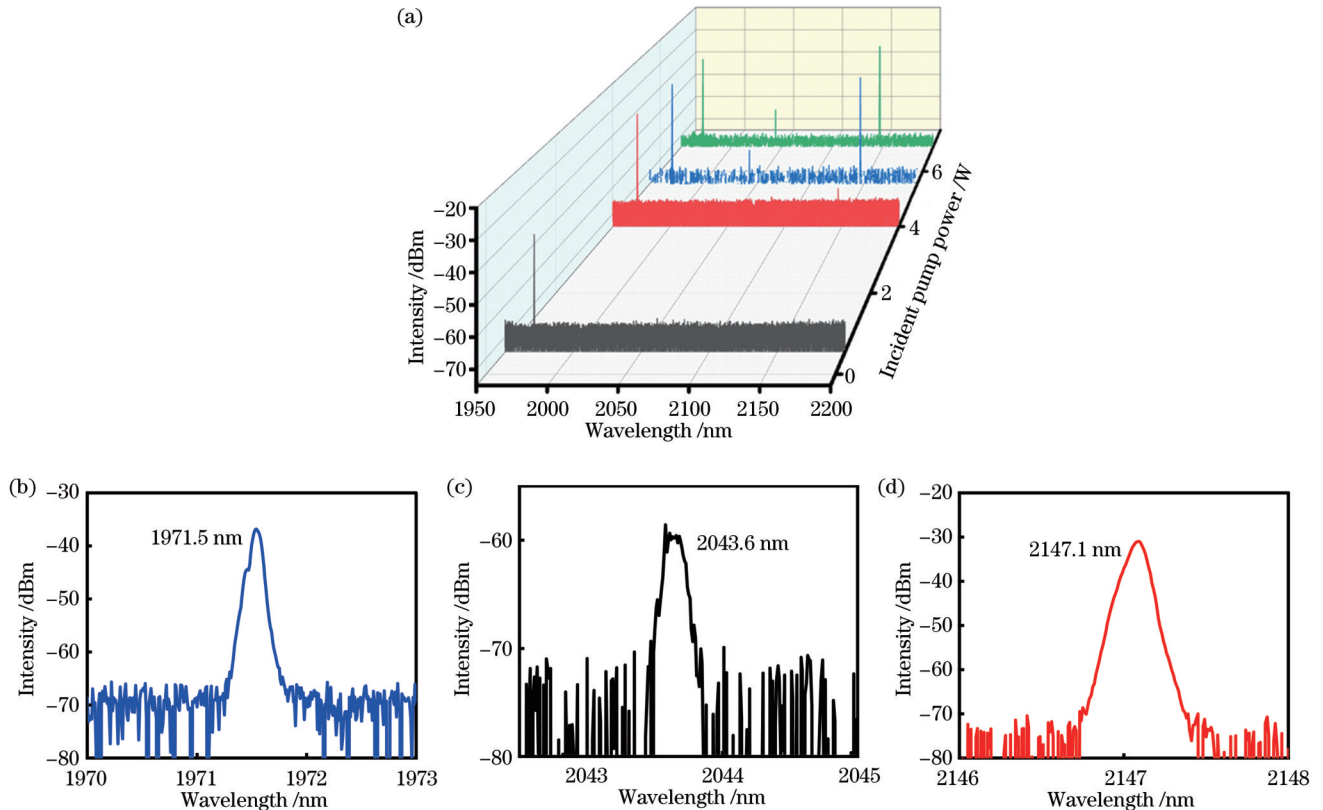 (a)
Intensity /dBm
−20
−30
−40
−50
−60
−70
1950 2000 2050 2100 2150 2200
Wavelength /nm
0
2
4
6
Incident pump power /W
(b)
Intensity /dBm
−30
−40
−50
−60
−70
−80
1971.5 nm
1970 1971 1972 1973
Wavelength /nm
(c)
Intensity /dBm
−60
−70
−80
2043.6 nm
2043 2044 2045
Wavelength /nm
(d)
Intensity /dBm
−20
−30
−40
−50
−60
−70
−80
2147.1 nm
2146 2147 2148
Wavelength /nm